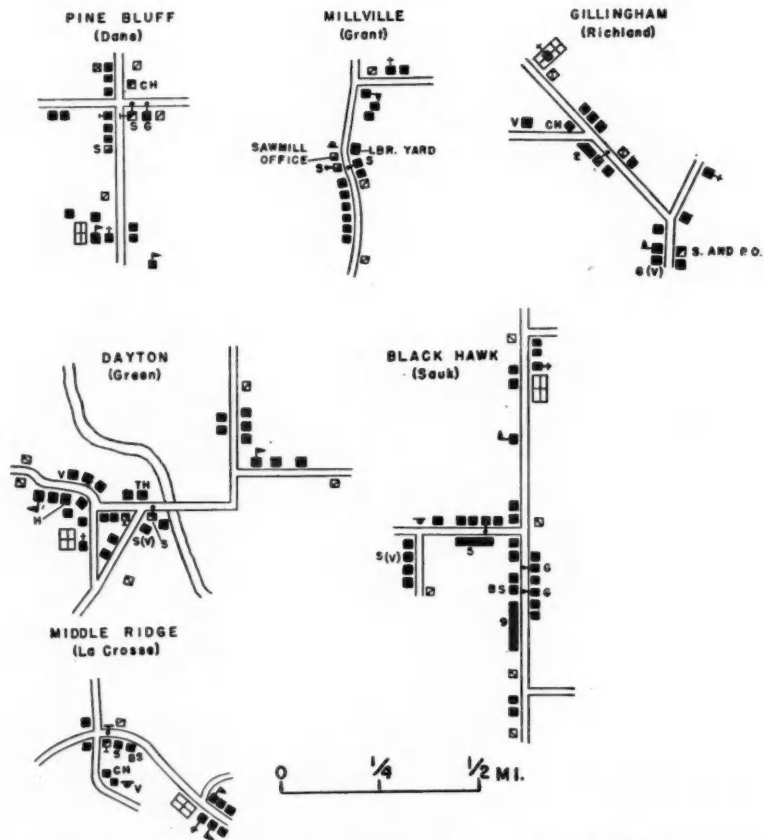 PINE BLUFF
(Dane)
CH
S G
S
MILLVILLE
(Grant)
SAWMILL
OFFICE
LBR. YARD
S
S
GILLINGHAM
(Richland)
V
CH
2
S. AND P.O.
G(V)
DAYTON
(Green)
V
TH
H
S(V)
S
BLACK HAWK
(Sauk)
S(V)
5
G
BS
G
9
MIDDLE RIDGE
(La Crosse)
S
BS
CH
V
0 1/4 1/2 MI.